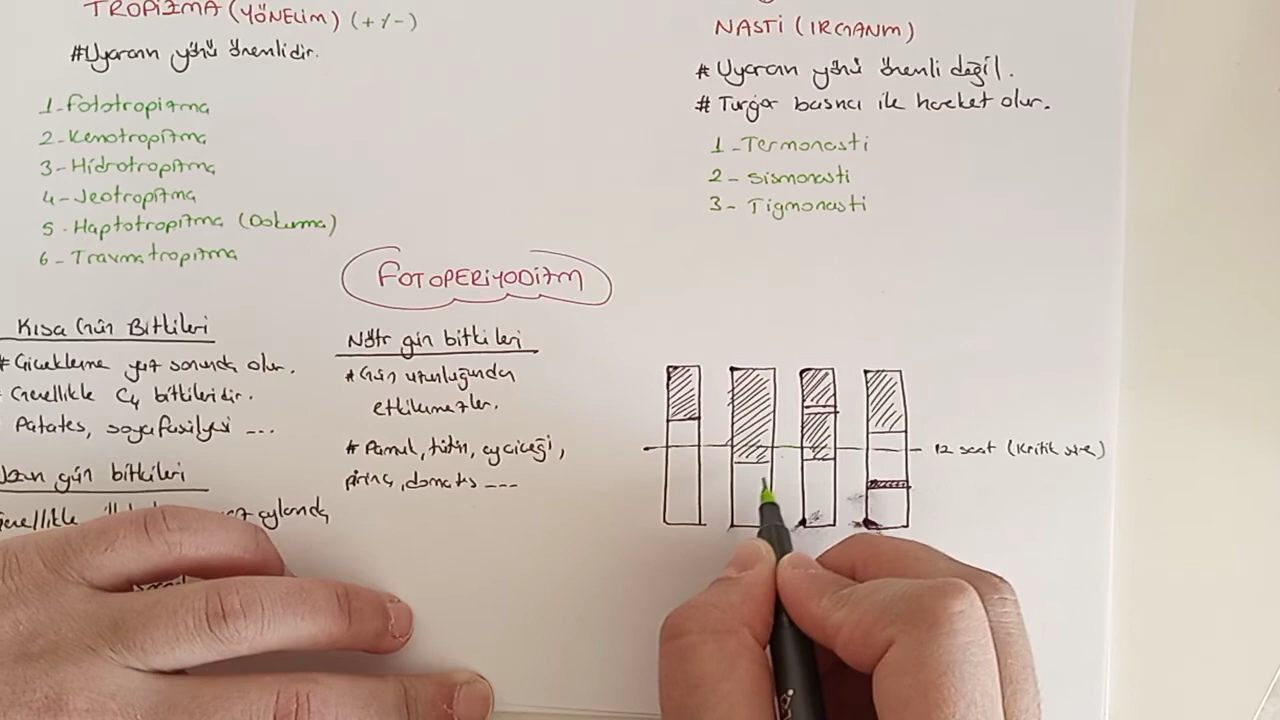 TROPİZMA (YÖNELİM) (+/-)
#Uyaranın yönü önemlidir.
1-Fototropizma
2-Kemotropizma
3-Hidrotropizma
4-Jeotropizma
5-Haptotropizma (Dokunma)
6-Travmatropizma
NASTİ (IRGANIM)
# Uyaran yönü önemli değil.
# Turgor basıncı ile hareket olur.
1-Termonasti
2-Sismonasti
3-Tigmonasti
FOTOPERİYODİZM
Kısa Gün Bitkileri
# Çiçeklenme yaz sonunda olur.
Genellikle C4 bitkileridir.
Patates, soya fasülyesi ...
Uzun gün bitkileri
Genellikle
Nötr gün bitkileri
#Gün uzunluğundan
etkilenmezler.
# Pamuk, tütün, ayçiçeği,
pirinç, domates ---
12 saat (Kritik süre)